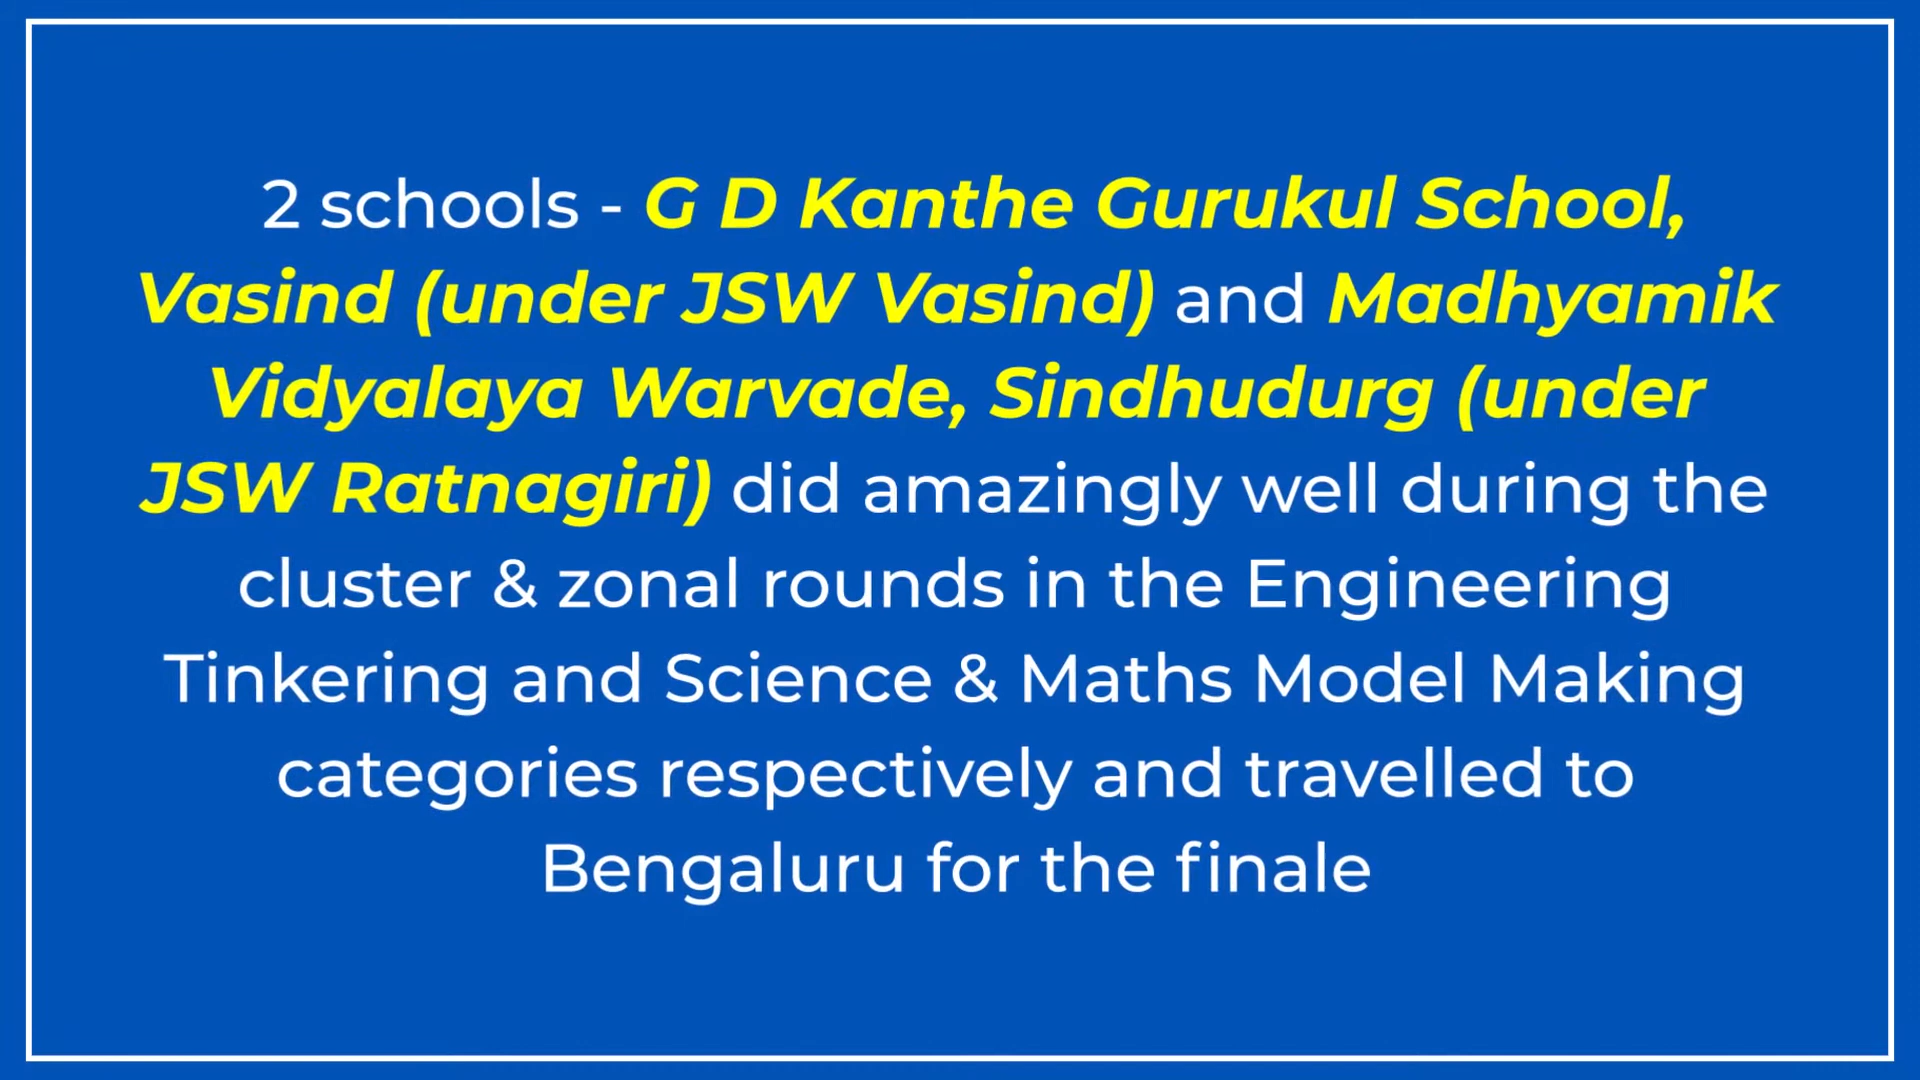 2 schools - G D Kanthe Gurukul School,
Vasind (under JSW Vasind) and Madhyamik
Vidyalaya Warvade, Sindhudurg (under
JSW Ratnagiri) did amazingly well during the
cluster & zonal rounds in the Engineering
Tinkering and Science & Maths Model Making
categories respectively and travelled to
Bengaluru for the finale